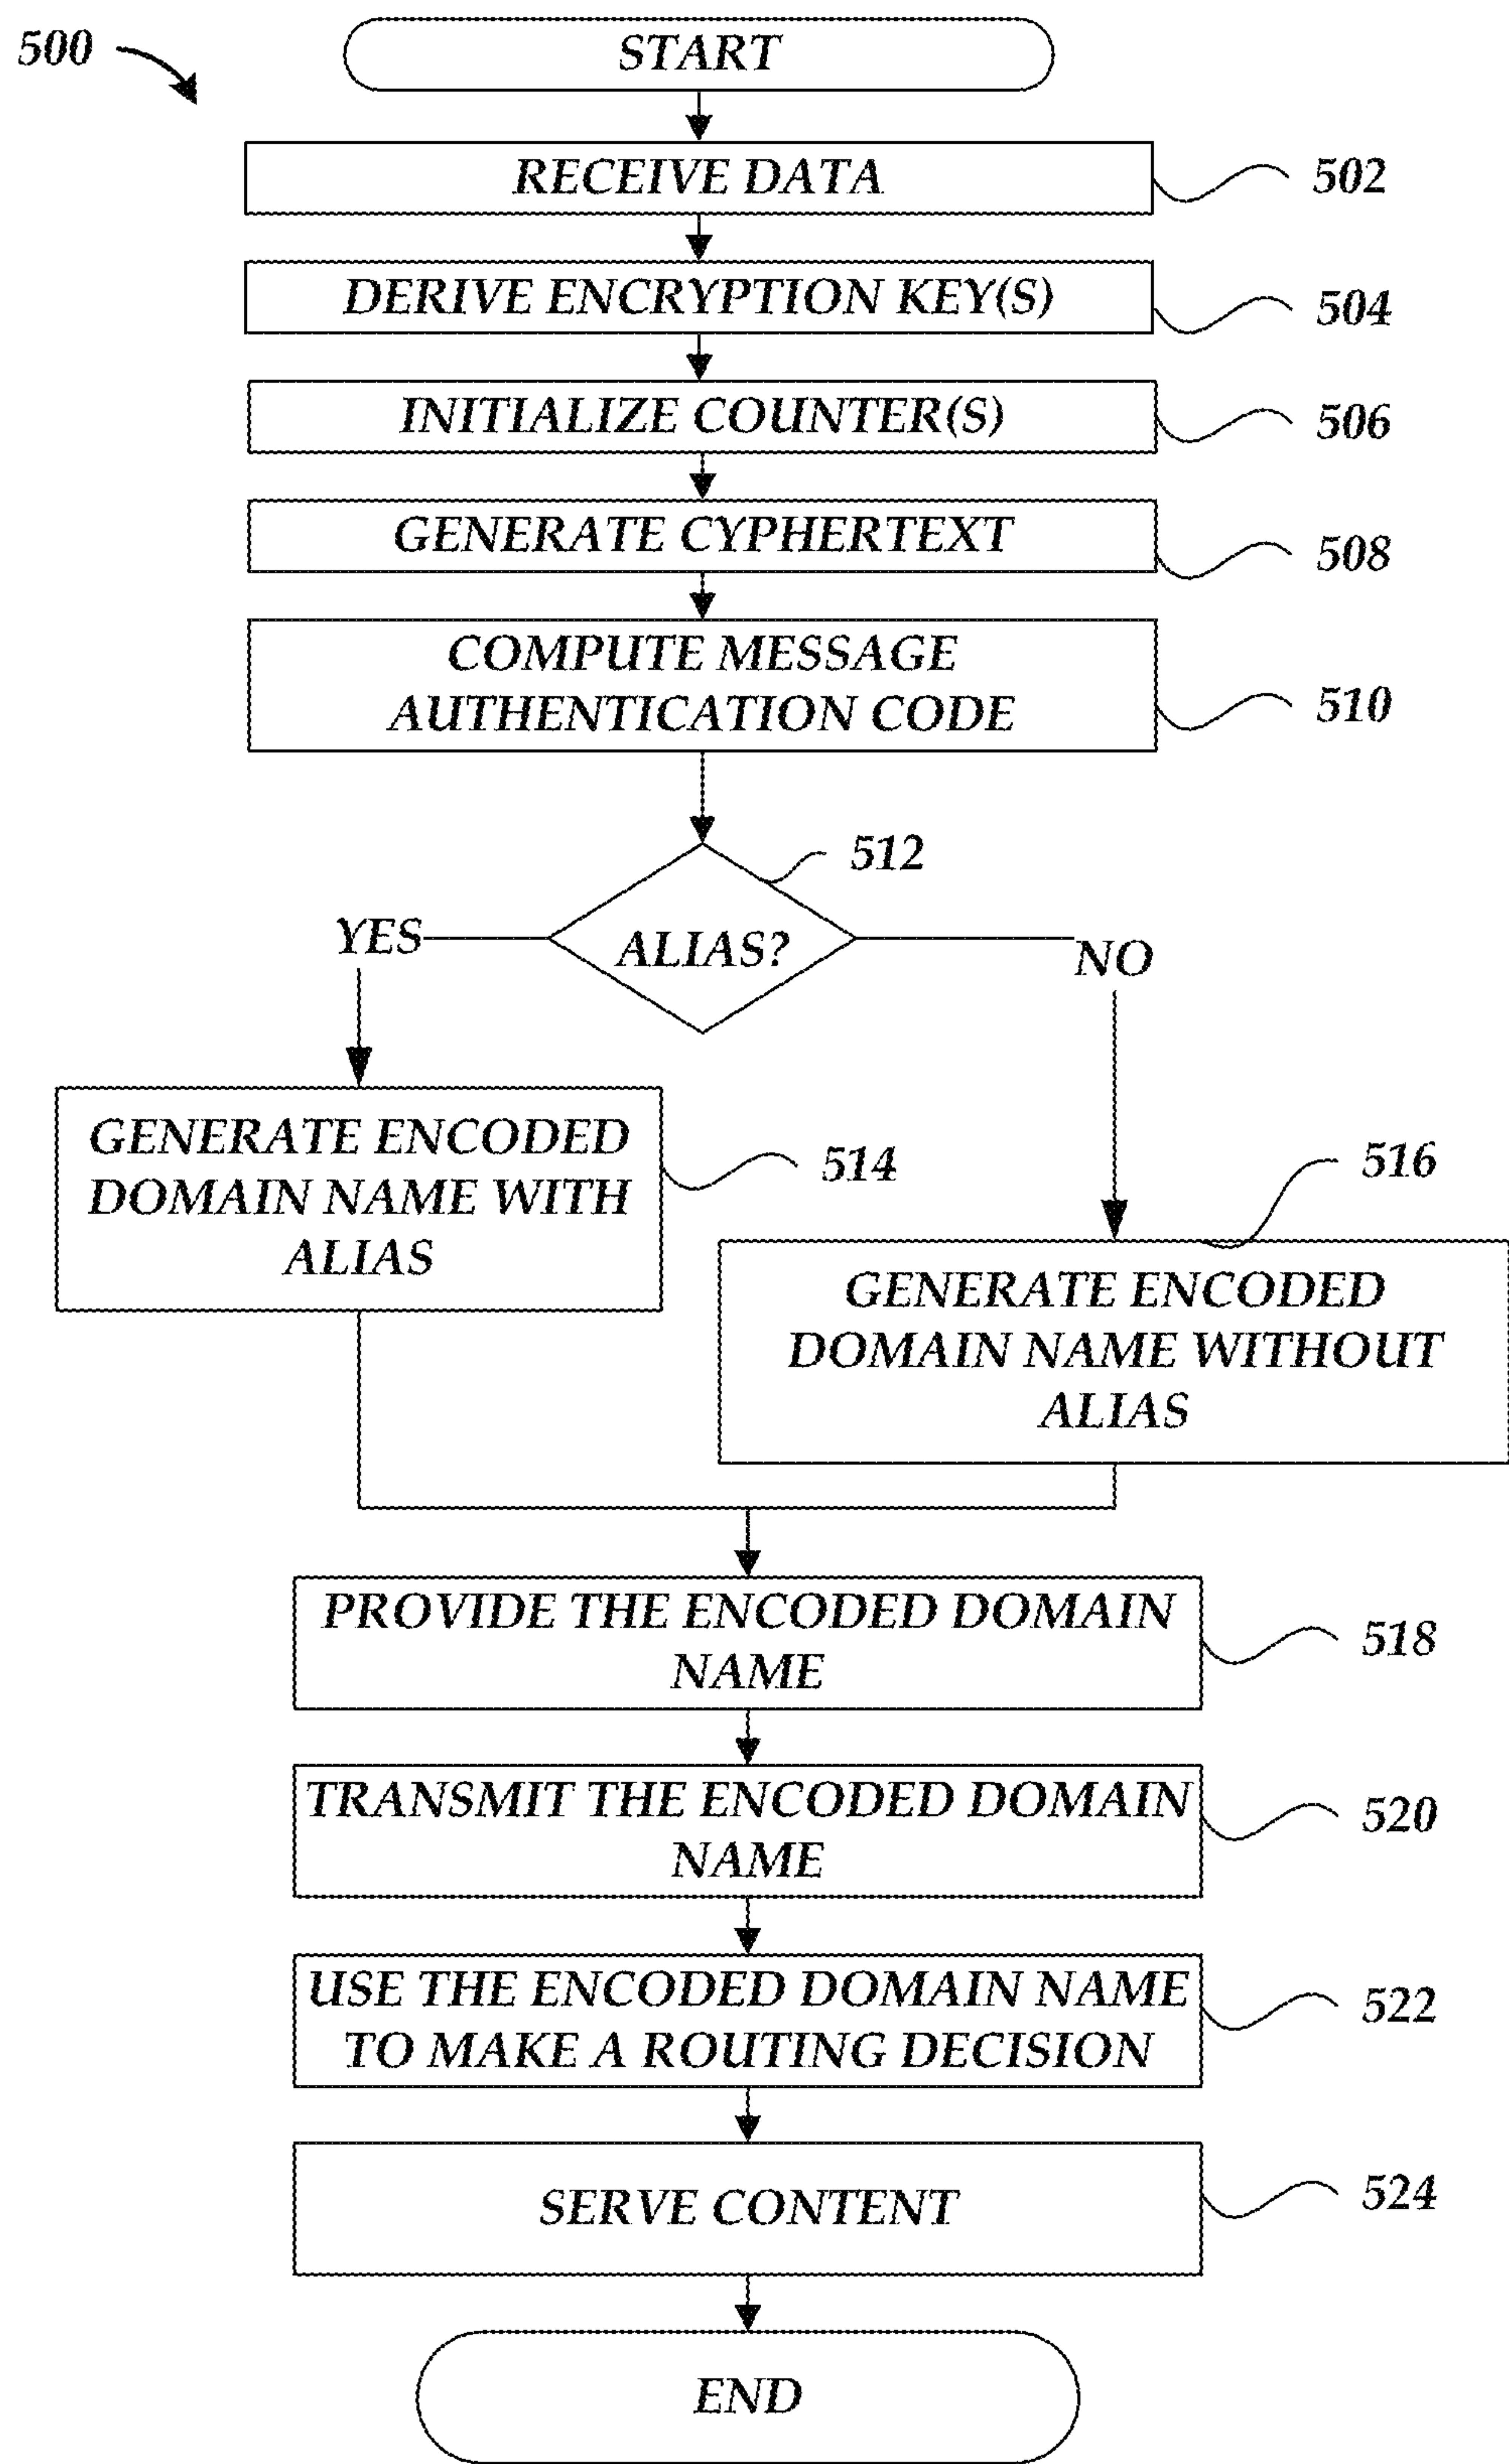 500
START
RECEIVE DATA
502
DERIVE ENCRYPTION KEY(S)
504
INITIALIZE COUNTER(S)
506
GENERATE CYPHERTEXT
508
COMPUTE MESSAGE
AUTHENTICATION CODE
510
512
ALIAS?
YES
NO
GENERATE ENCODED
DOMAIN NAME WITH
ALIAS
514
516
GENERATE ENCODED
DOMAIN NAME WITHOUT
ALIAS
PROVIDE THE ENCODED DOMAIN
NAME
518
TRANSMIT THE ENCODED DOMAIN
NAME
520
USE THE ENCODED DOMAIN NAME
TO MAKE A ROUTING DECISION
522
SERVE CONTENT
524
END